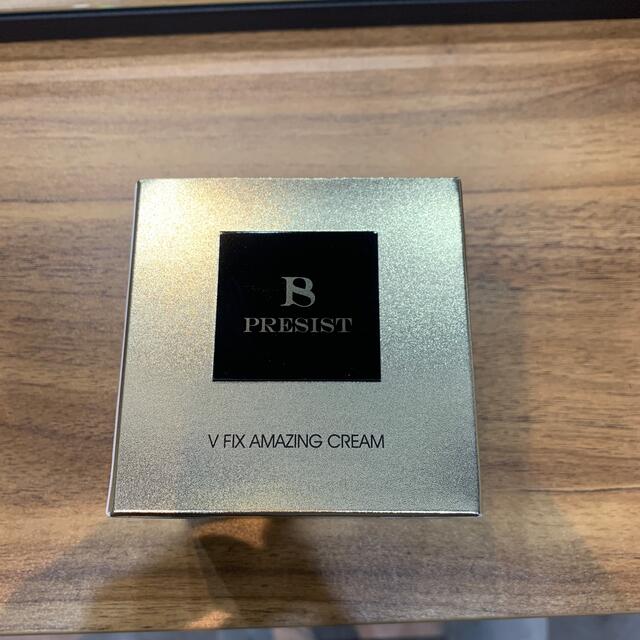 B
PRESIST
V FIX AMAZING CREAM